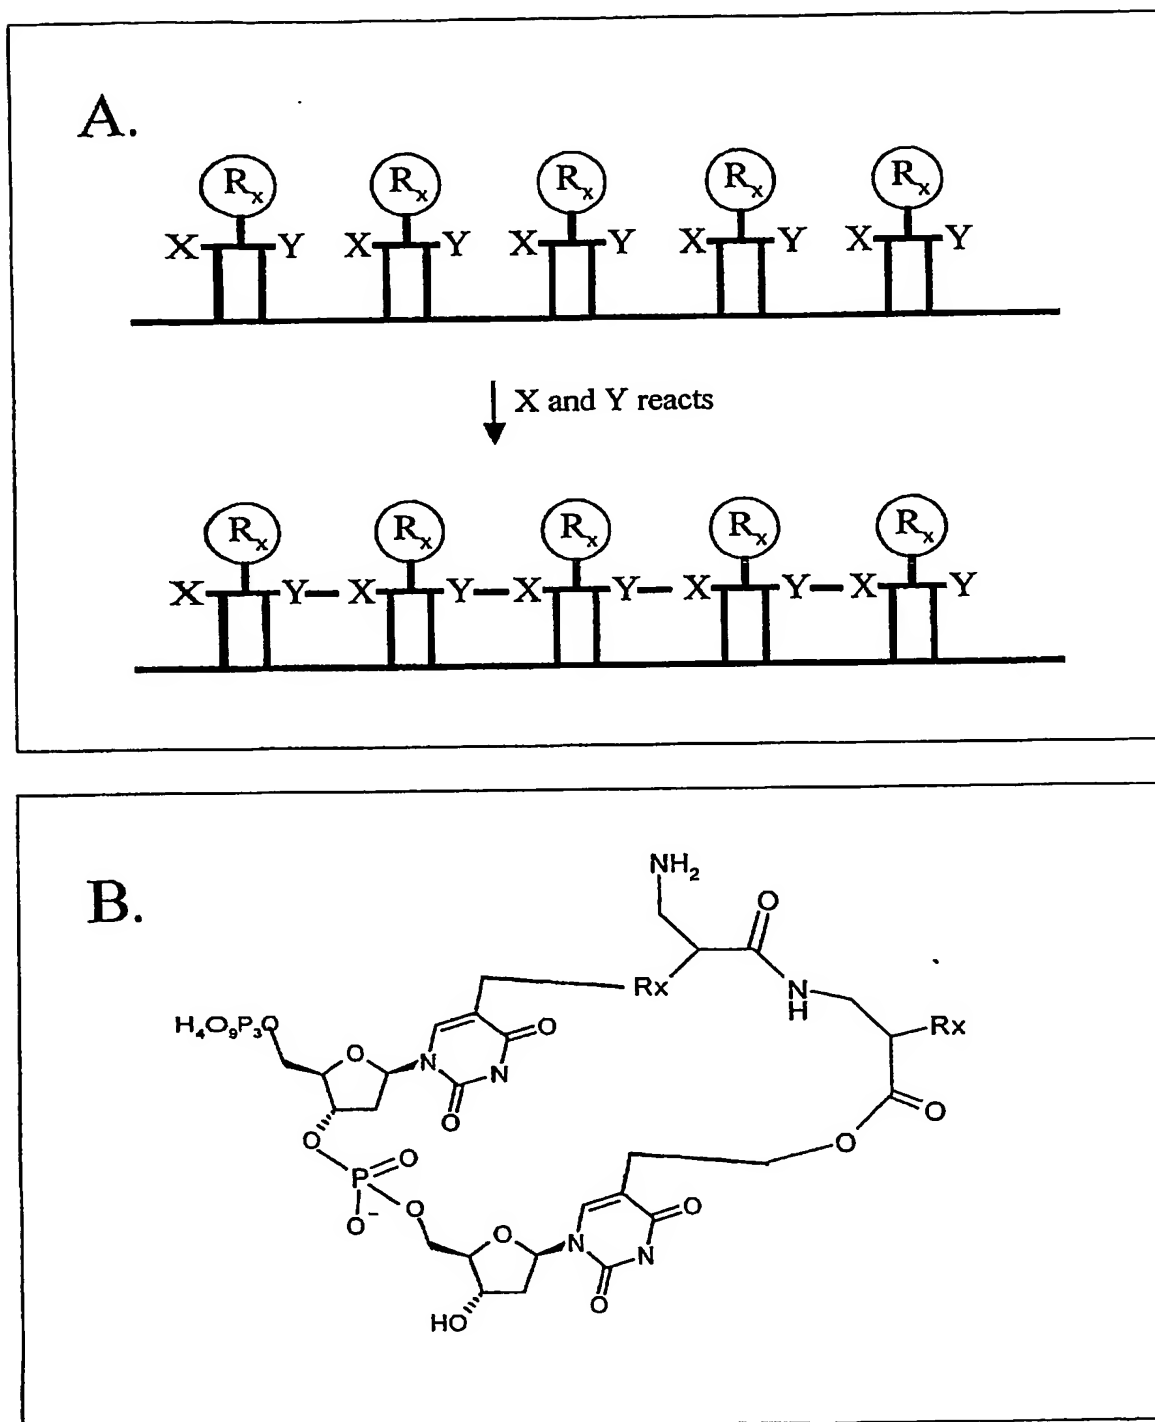 A.
Rₓ Rₓ Rₓ Rₓ Rₓ
X Y X Y X Y X Y X Y
X and Y reacts
Rₓ Rₓ Rₓ Rₓ Rₓ
X Y X Y X Y X Y X Y
B.
NH₂
O
Rx N
H
Rx
H₄O₉P₃O
O
O
N N
O
O
O
O
P O
O
O⁻
O
O
N N
O
HO